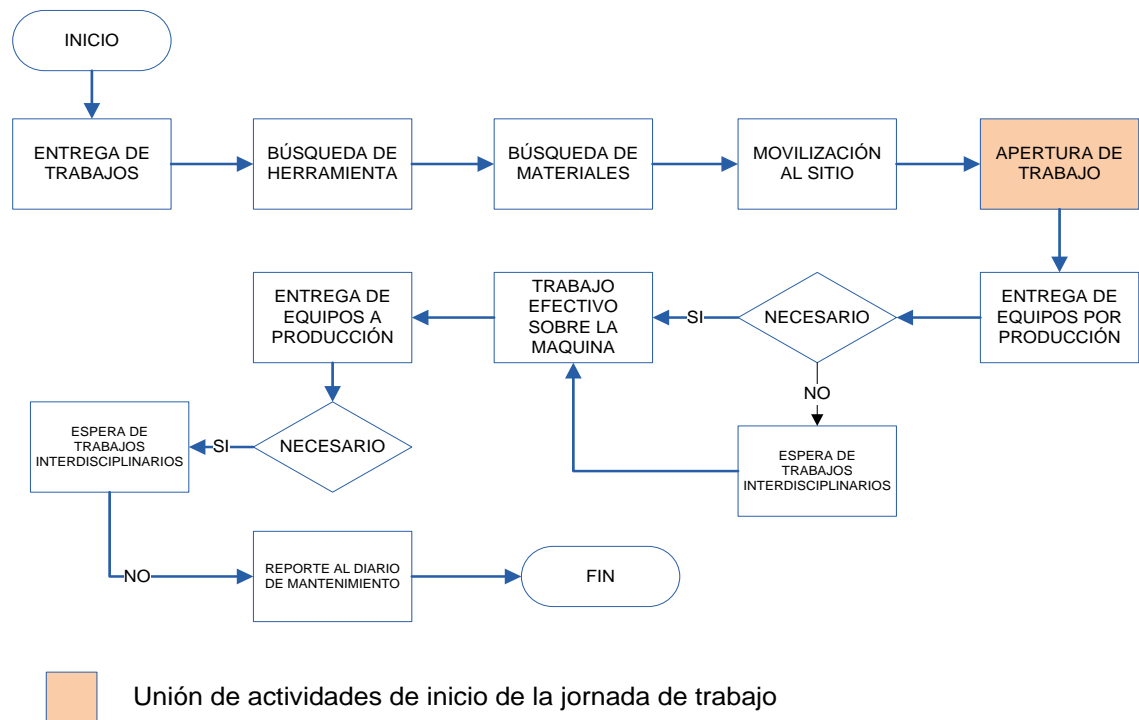 INICIO
ENTREGA DE
TRABAJOS
BÚSQUEDA DE
HERRAMIENTA
BÚSQUEDA DE
MATERIALES
MOVILIZACIÓN
AL SITIO
APERTURA DE
TRABAJO
ENTREGA DE
EQUIPOS POR
PRODUCCIÓN
NECESARIO
SI
NO
ESPERA DE
TRABAJOS
INTERDISCIPLINARIOS
TRABAJO
EFECTIVO
SOBRE LA
MAQUINA
ENTREGA DE
EQUIPOS A
PRODUCCIÓN
NECESARIO
SI
ESPERA DE
TRABAJOS
INTERDISCIPLINARIOS
NO
REPORTE AL DIARIO
DE MANTENIMIENTO
FIN
Unión de actividades de inicio de la jornada de trabajo